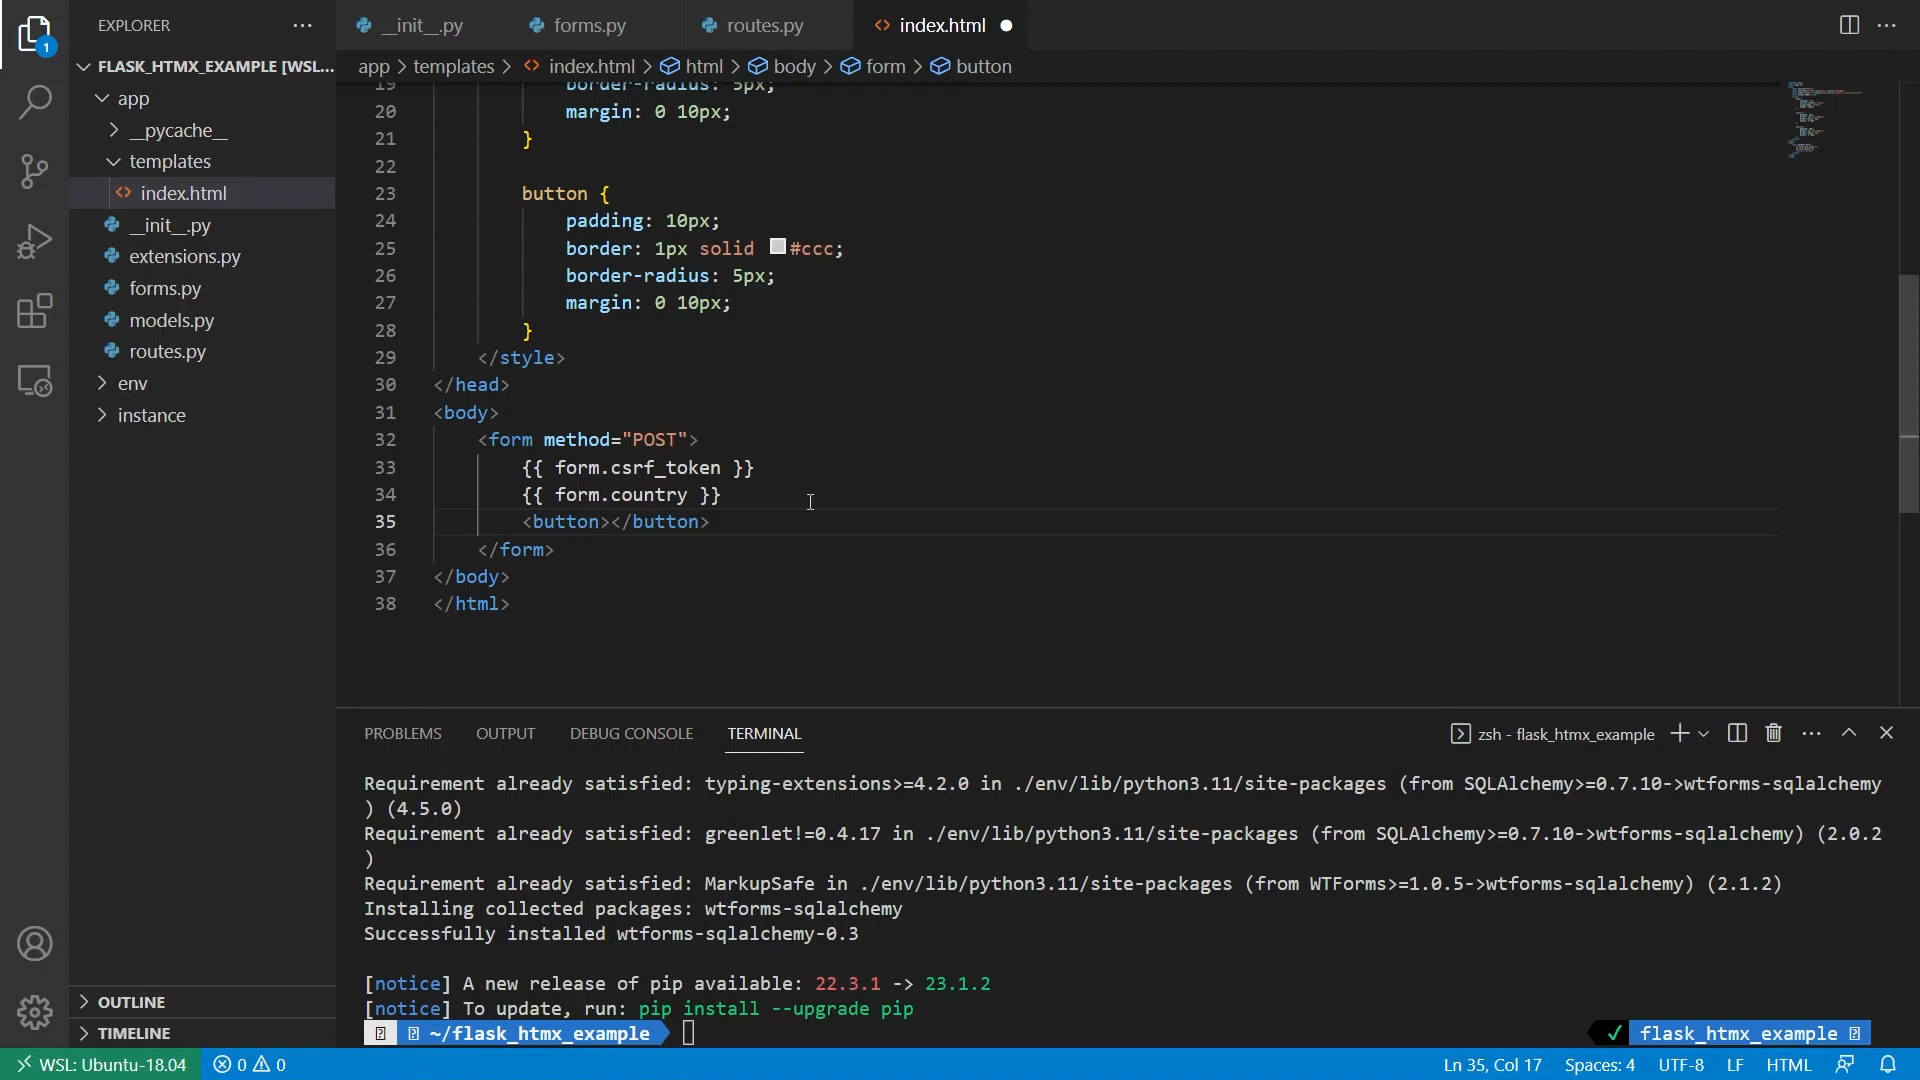 EXPLORER
__init__.py
forms.py
routes.py
index.html
1
FLASK_HTMX_EXAMPLE [WSL...
app
__pycache__
templates
index.html
__init__.py
extensions.py
forms.py
models.py
routes.py
env
instance
OUTLINE
TIMELINE
app > templates > index.html > html > body > form > button
19 border-radius: 5px;
20 margin: 0 10px;
21 }
22
23 button {
24 padding: 10px;
25 border: 1px solid #ccc;
26 border-radius: 5px;
27 margin: 0 10px;
28 }
29 </style>
30 </head>
31 <body>
32 <form method="POST">
33 {{ form.csrf_token }}
34 {{ form.country }}
35 <button></button>
36 </form>
37 </body>
38 </html>
PROBLEMS OUTPUT DEBUG CONSOLE TERMINAL
zsh - flask_htmx_example
Requirement already satisfied: typing-extensions>=4.2.0 in ./env/lib/python3.11/site-packages (from SQLAlchemy>=0.7.10->wtforms-sqlalchemy
) (4.5.0)
Requirement already satisfied: greenlet!=0.4.17 in ./env/lib/python3.11/site-packages (from SQLAlchemy>=0.7.10->wtforms-sqlalchemy) (2.0.2
)
Requirement already satisfied: MarkupSafe in ./env/lib/python3.11/site-packages (from WTForms>=1.0.5->wtforms-sqlalchemy) (2.1.2)
Installing collected packages: wtforms-sqlalchemy
Successfully installed wtforms-sqlalchemy-0.3
[notice] A new release of pip available: 22.3.1 -> 23.1.2
[notice] To update, run: pip install --upgrade pip
~/flask_htmx_example
flask_htmx_example
WSL: Ubuntu-18.04
0
0
Ln 35, Col 17
Spaces: 4
UTF-8
LF
HTML